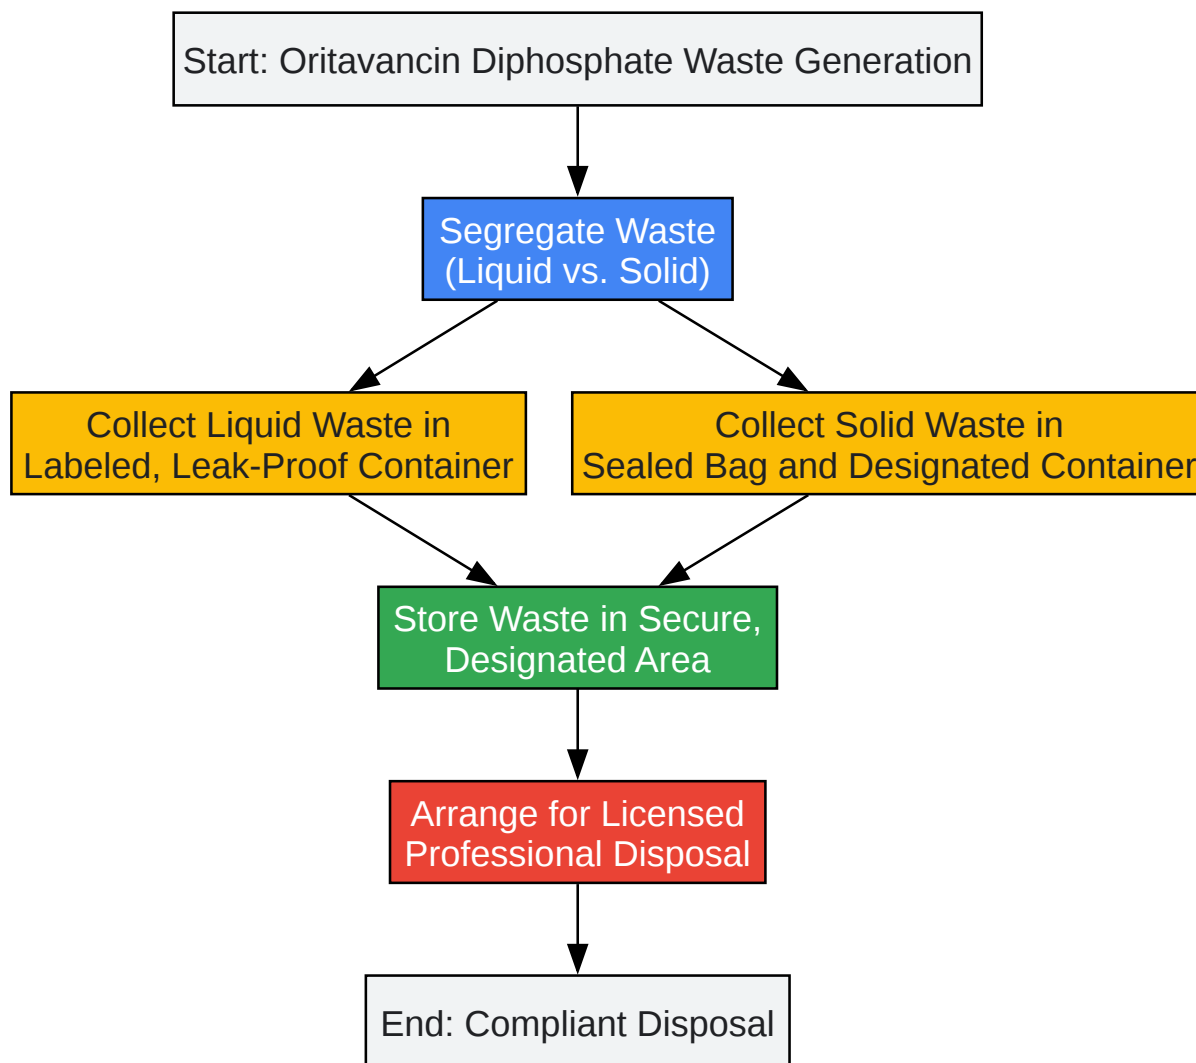 Start: Oritavancin Diphosphate Waste Generation
Segregate Waste
(Liquid vs. Solid)
Collect Liquid Waste in
Labeled, Leak-Proof Container
Collect Solid Waste in
Sealed Bag and Designated Container
Store Waste in Secure,
Designated Area
Arrange for Licensed
Professional Disposal
End: Compliant Disposal